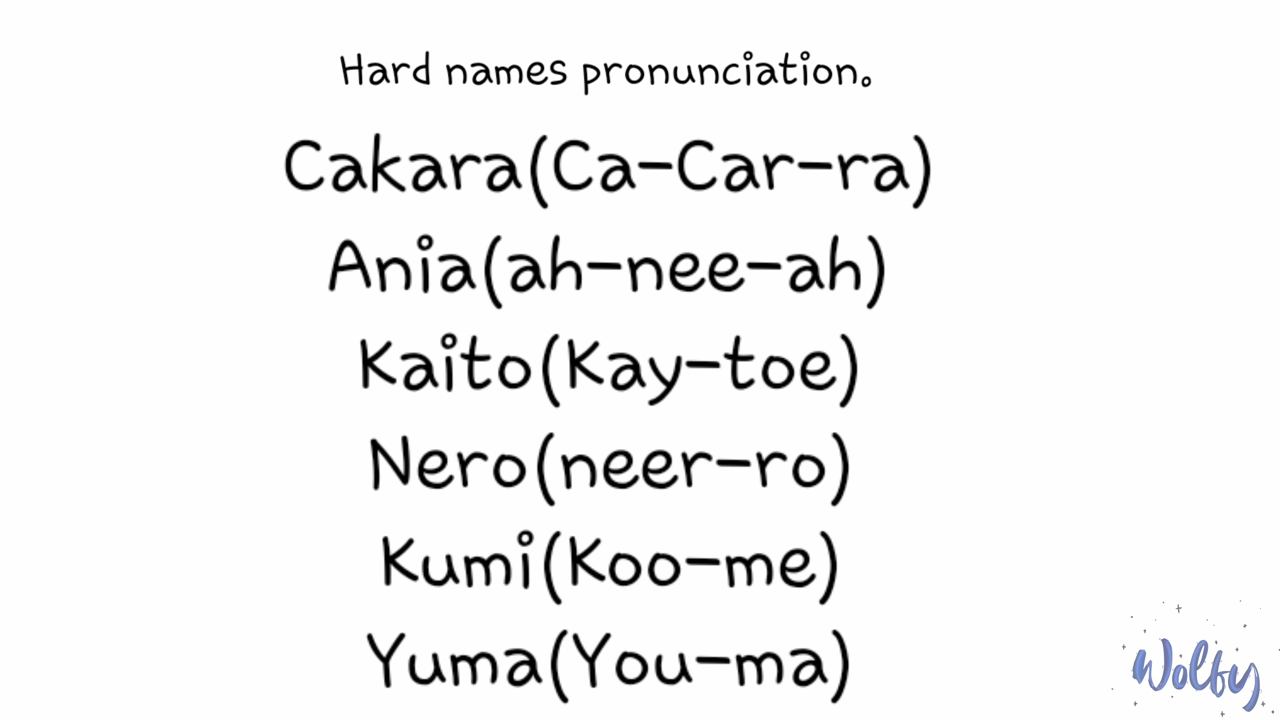 Hard names pronunciation.
Cakara(Ca-Car-ra)
Ania(ah-nee-ah)
Kaito(Kay-toe)
Nero(neer-ro)
Kumi(Koo-me)
Yuma(You-ma)
Wolfy